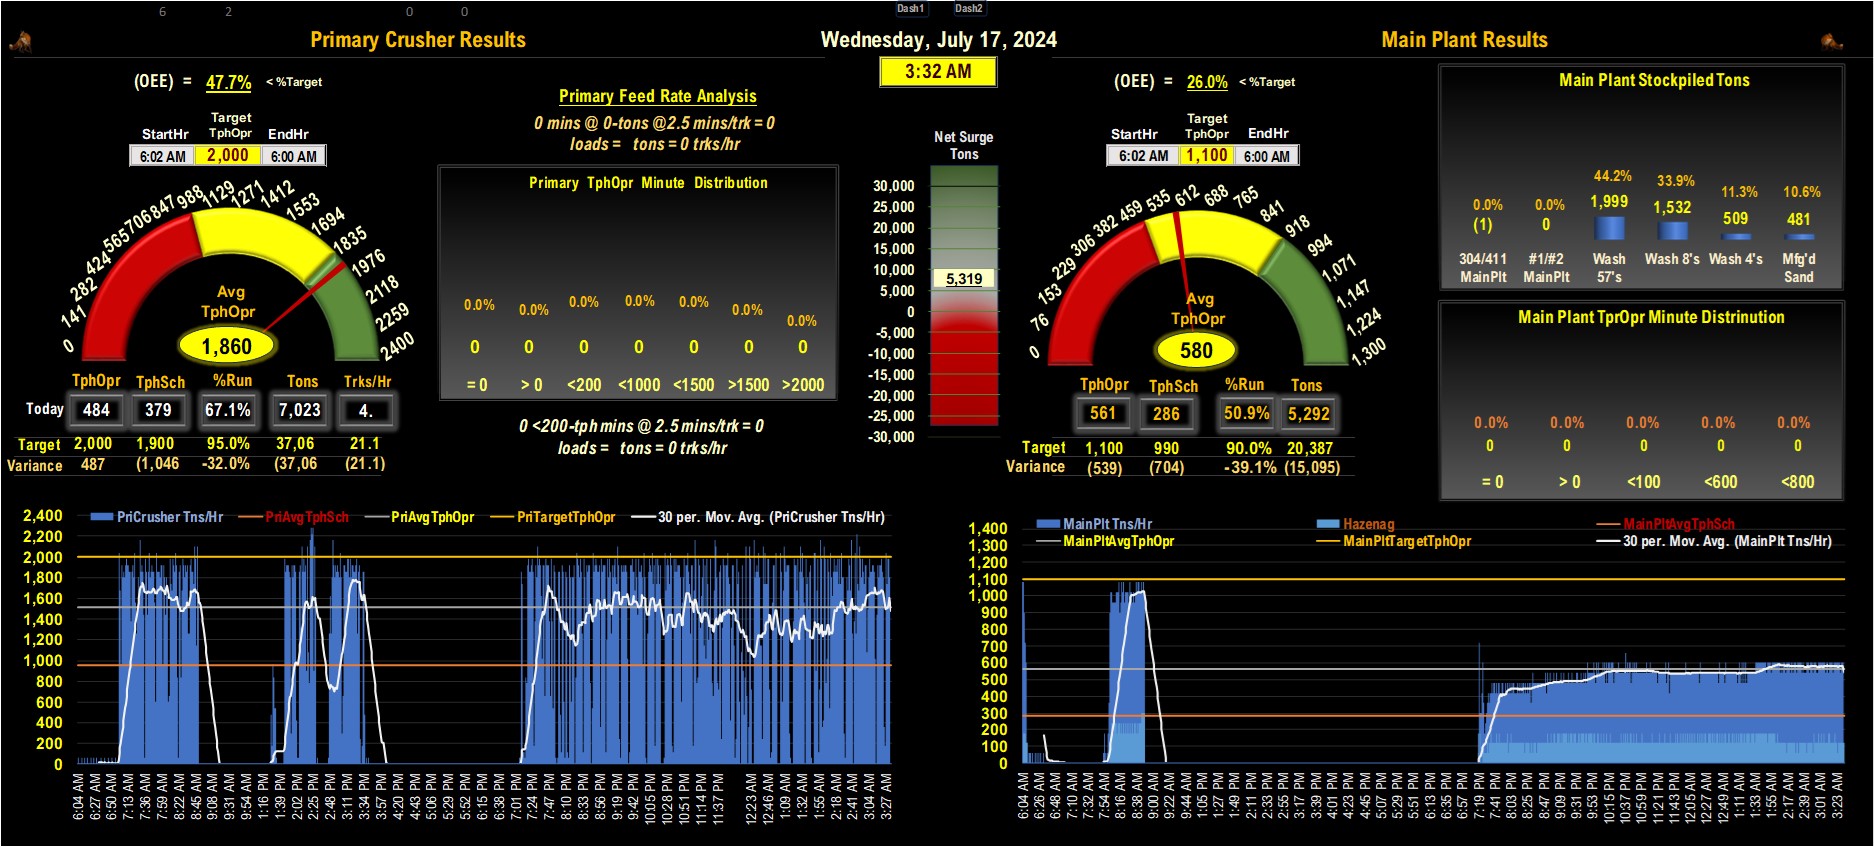 6 2 0 0 Dash1 Dash2
Primary Crusher Results
Wednesday, July 17, 2024
Main Plant Results
3:32 AM
(OEE) = 47.7% < %Target
StartHr Target TphOpr EndHr
6:02 AM 2,000 6:00 AM
0 141 282 424 565 706 847 988 1129 1271 1412 1553 1694 1835 1976 2118 2259 2400
Avg
TphOpr
1,860
TphOpr TphSch %Run Tons Trks/Hr
Today 484 379 67.1% 7,023 4.
Target 2,000 1,900 95.0% 37,06 21.1
Variance 487 (1,046 -32.0% (37,06 (21.1)
Primary Feed Rate Analysis
0 mins @ 0-tons @2.5 mins/trk = 0
loads = tons = 0 trks/hr
Primary TphOpr Minute Distribution
0.0% 0.0% 0.0% 0.0% 0.0% 0.0% 0.0%
0 0 0 0 0 0 0
= 0 > 0 <200 <1000 <1500 >1500 >2000
0 <200-tph mins @ 2.5 mins/trk = 0
loads = tons = 0 trks/hr
Net Surge
Tons
30,000
25,000
20,000
15,000
10,000
5,319
5,000
0
-5,000
-10,000
-15,000
-20,000
-25,000
-30,000
(OEE) = 26.0% < %Target
StartHr Target TphOpr EndHr
6:02 AM 1,100 6:00 AM
0 76 153 229 306 382 459 535 612 688 765 841 918 994 1,071 1,147 1,224 1,300
Avg
TphOpr
580
TphOpr TphSch %Run Tons
561 286 50.9% 5,292
Target 1,100 990 90.0% 20,387
Variance (539) (704) -39.1% (15,095)
Main Plant Stockpiled Tons
0.0% 0.0% 44.2% 33.9% 11.3% 10.6%
(1) 0 1,999 1,532 509 481
304/411 MainPlt #1/#2 MainPlt Wash 57's Wash 8's Wash 4's Mfg'd Sand
Main Plant TprOpr Minute Distrinution
0.0% 0.0% 0.0% 0.0% 0.0%
0 0 0 0 0
= 0 > 0 <100 <600 <800
PriCrusher Tns/Hr PriAvgTphSch PriAvgTphOpr PriTargetTphOpr 30 per. Mov. Avg. (PriCrusher Tns/Hr)
2,400
2,200
2,000
1,800
1,600
1,400
1,200
1,000
800
600
400
200
0
6:04 AM 6:27 AM 6:50 AM 7:13 AM 7:36 AM 7:59 AM 8:22 AM 8:45 AM 9:08 AM 9:31 AM 9:54 AM 1:16 PM 1:39 PM 2:02 PM 2:25 PM 2:48 PM 3:11 PM 3:34 PM 3:57 PM 4:20 PM 4:43 PM 5:06 PM 5:29 PM 5:52 PM 6:15 PM 6:38 PM 7:01 PM 7:24 PM 7:47 PM 8:10 PM 8:33 PM 8:56 PM 9:19 PM 9:42 PM 10:05 PM 10:28 PM 10:51 PM 11:14 PM 11:37 PM 12:23 AM 12:46 AM 1:09 AM 1:32 AM 1:55 AM 2:18 AM 2:41 AM 3:04 AM 3:27 AM
MainPlt Tns/Hr Hazenag MainPltAvgTphSch
MainPltAvgTphOpr MainPltTargetTphOpr 30 per. Mov. Avg. (MainPlt Tns/Hr)
1,400
1,300
1,200
1,100
1,000
900
800
700
600
500
400
300
200
100
0
6:04 AM 6:26 AM 6:48 AM 7:10 AM 7:32 AM 7:54 AM 8:16 AM 8:38 AM 9:00 AM 9:22 AM 9:44 AM 1:05 PM 1:27 PM 1:49 PM 2:11 PM 2:33 PM 2:55 PM 3:17 PM 3:39 PM 4:01 PM 4:23 PM 4:45 PM 5:07 PM 5:29 PM 5:51 PM 6:13 PM 6:35 PM 6:57 PM 7:19 PM 7:41 PM 8:03 PM 8:25 PM 8:47 PM 9:09 PM 9:31 PM 9:53 PM 10:15 PM 10:37 PM 10:59 PM 11:21 PM 11:43 PM 12:05 AM 12:27 AM 12:49 AM 1:11 AM 1:33 AM 1:55 AM 2:17 AM 2:39 AM 3:01 AM 3:23 AM